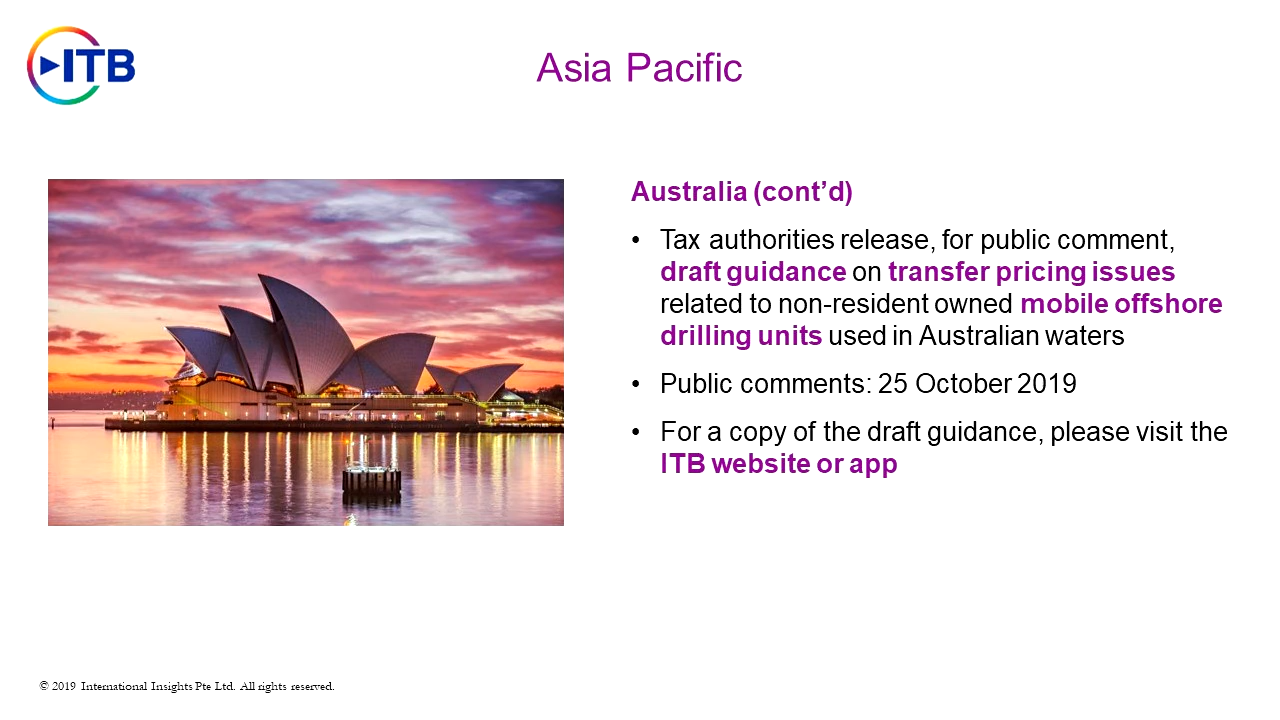 ITB
Asia Pacific
Australia (cont’d)
• Tax authorities release, for public comment,
draft guidance on transfer pricing issues
related to non-resident owned mobile offshore
drilling units used in Australian waters
• Public comments: 25 October 2019
• For a copy of the draft guidance, please visit the
ITB website or app
© 2019 International Insights Pte Ltd. All rights reserved.